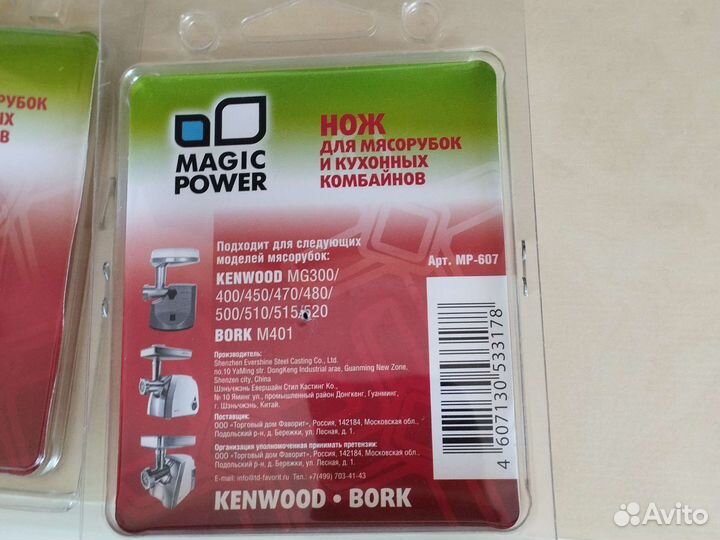 РУБОК
НЫХ
В
MAGIC
POWER
НОЖ
ДЛЯ МЯСОРУБОК
И КУХОННЫХ
КОМБАЙНОВ
Подходит для следующих
моделей мясорубок:
Арт. MP-607
KENWOOD MG300/
400/450/470/480/
500/510/515/520
BORK M401
Производитель:
Shenzhen Evershine Steel Casting Co., Ltd.
no.10 YaMing str. DongKeng Industrial arae, Guanming New Zone,
Shenzen city, China
Шэньчжэнь Евершайн Стил Кастинг Ко.,
№ 10 Яминг ул., промышленный район Донгкенг, Гуанминг,
г. Шэньчжэнь, Китай.
Поставщик:
ООО «Торговый дом Фаворит», Россия, 142184, Московская обл.,
Подольский р-н, д. Бережки, ул. Лесная, д. 1.
Организация уполномоченная принимать претензии:
ООО «Торговый дом Фаворит», Россия, 142184, Московская обл.,
Подольский р-н, д. Бережки, ул. Лесная, д. 1.
E-mail: info@td-favorit.ru Тел.: +7(499) 703-41-43
4 607130 533178
KENWOOD • BORK
Avito